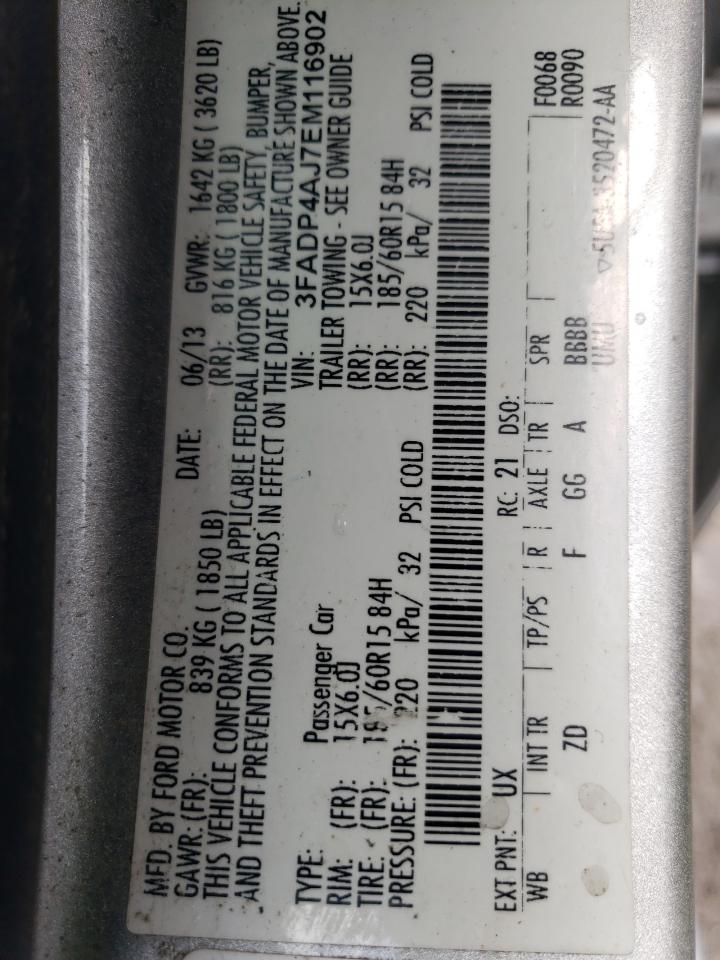 MFD. BY FORD MOTOR CO.
DATE: 06/13 GVWR: 1642 KG ( 3620 LB)
GAWR: (FR): 839 KG ( 1850 LB) (RR): 816 KG ( 1800 LB)
THIS VEHICLE CONFORMS TO ALL APPLICABLE FEDERAL MOTOR VEHICLE SAFETY, BUMPER,
AND THEFT PREVENTION STANDARDS IN EFFECT ON THE DATE OF MANUFACTURE SHOWN ABOVE.
VIN: 3FADP4AJ7EM116902
TYPE: Passenger Car TRAILER TOWING - SEE OWNER GUIDE
RIM: (FR): 15X6.0J (RR): 15X6.0J
TIRE: (FR): 185/60R15 84H (RR): 185/60R15 84H
PRESSURE: (FR): 220 kPa/ 32 PSI COLD (RR): 220 kPa/ 32 PSI COLD
EXT PNT: UX RC: 21 DSO:
WB INT TR TP/PS R AXLE TR SPR F0068
ZD F GG A BBBB R0090
UMU